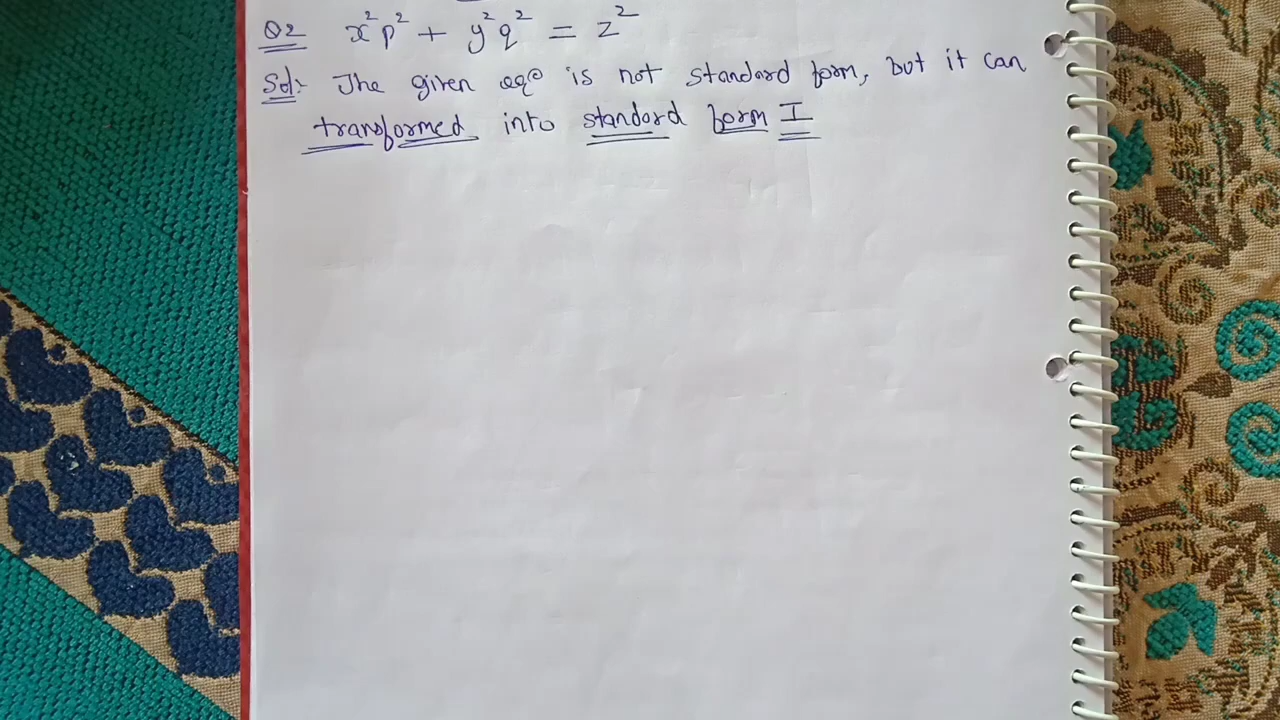 Q2 x²p² + y²q² = z²
Sol:- The given eqⁿ is not standard form, but it can
transformed into standard form I